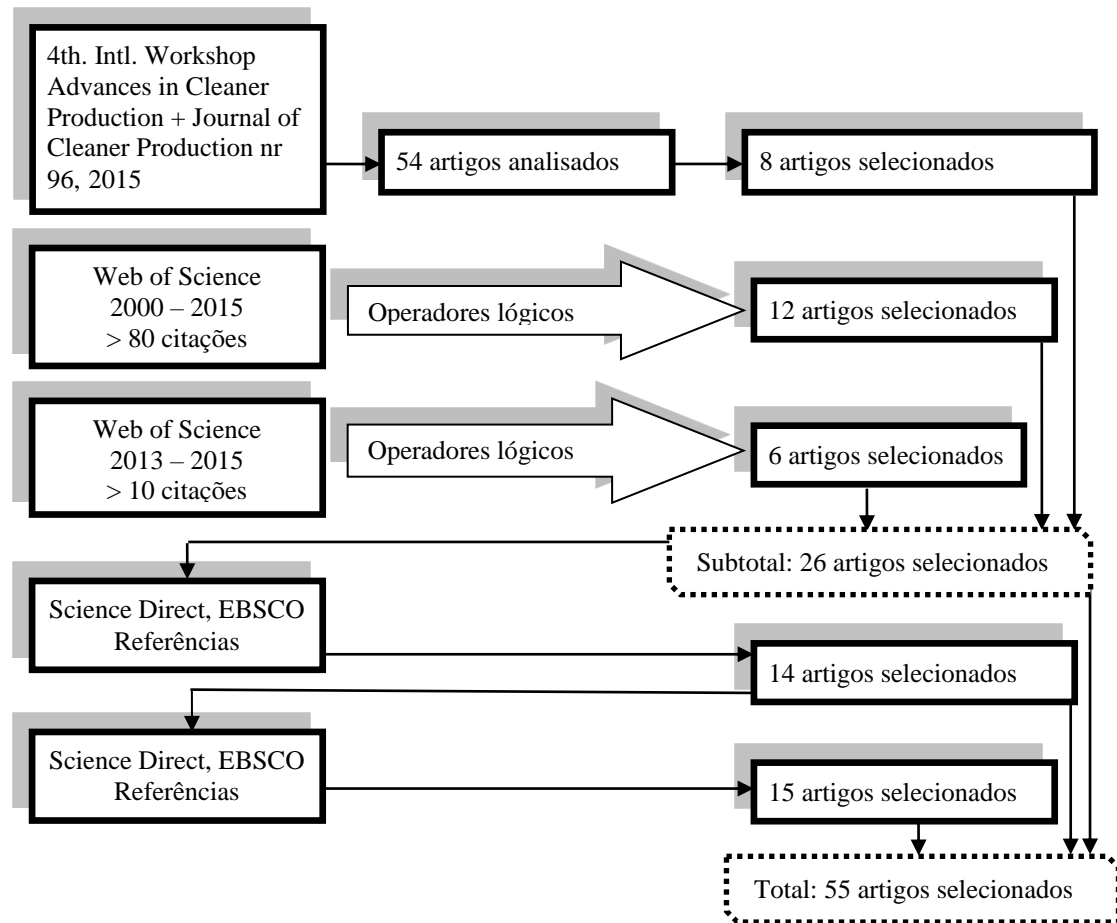 4th. Intl. Workshop
Advances in Cleaner
Production + Journal of
Cleaner Production nr
96, 2015
54 artigos analisados
8 artigos selecionados
Web of Science
2000 – 2015
> 80 citações
Operadores lógicos
12 artigos selecionados
Web of Science
2013 – 2015
> 10 citações
Operadores lógicos
6 artigos selecionados
Subtotal: 26 artigos selecionados
Science Direct, EBSCO
Referências
14 artigos selecionados
Science Direct, EBSCO
Referências
15 artigos selecionados
Total: 55 artigos selecionados